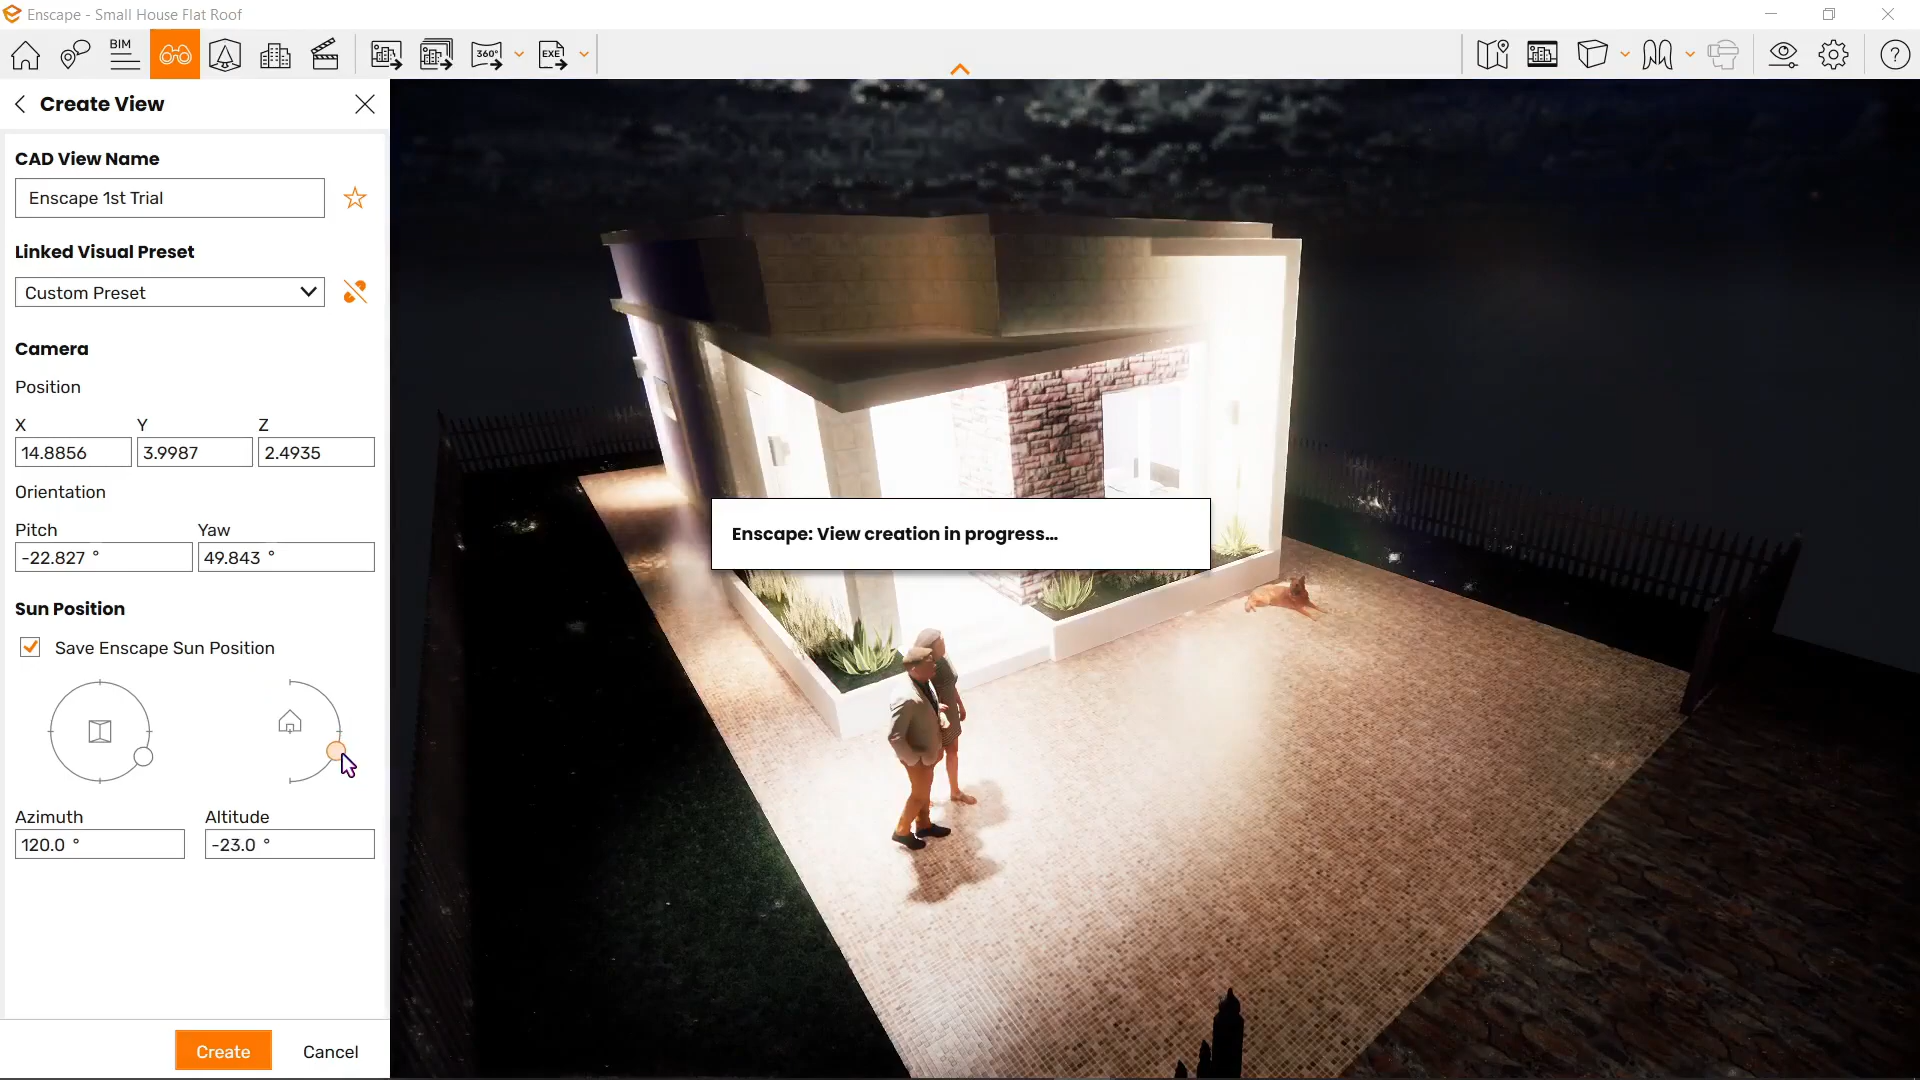 Enscape - Small House Flat Roof
BIM
360°
EXE
Create View
CAD View Name
Enscape 1st Trial
Linked Visual Preset
Custom Preset
Camera
Position
X Y Z
14.8856 3.9987 2.4935
Orientation
Pitch Yaw
-22.827 ° 49.843 °
Sun Position
Save Enscape Sun Position
Azimuth Altitude
120.0 ° -23.0 °
Create Cancel
Enscape: View creation in progress...